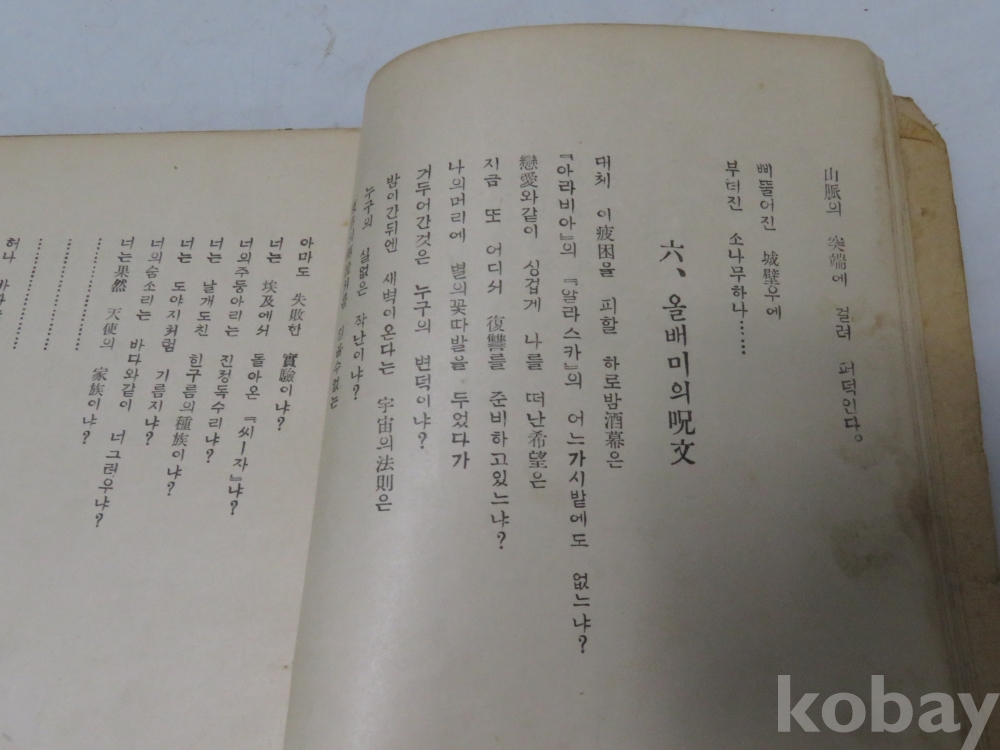 山脈의 突端에 걸려 퍼덕인다。
삐뚤어진 城壁우에
부더진 소나무하나……
六、올배미의呪文
대체 이疲困을 피할 하로밤酒幕은
『아라비아』의 『알라스카』의 어느가시밭에도 없느냐?
戀愛와같이 싱겁게 나를 떠난希望은
지금 또 어디서 復讐를 준비하고있느냐?
나의머리에 별의꽃따발을 두었다가
거두어간것은 누구의 변덕이냐?
밤이간뒤엔 새벽이온다는 宇宙의法則은
누구의 실없은 작난이냐?
믿을수없는
아마도 失敗한 實驗이냐?
너는 埃及에서 돌아온 『씨—자』냐?
너의주둥아리는 진정독수리냐?
너는 날개도친 힌구름의種族이냐?
너는 도야지처럼 기름지냐?
너의숨소리는 바다와같이 너그러우냐?
너는果然 天使의 家族이냐?
…………………
…………………
허나
kobay